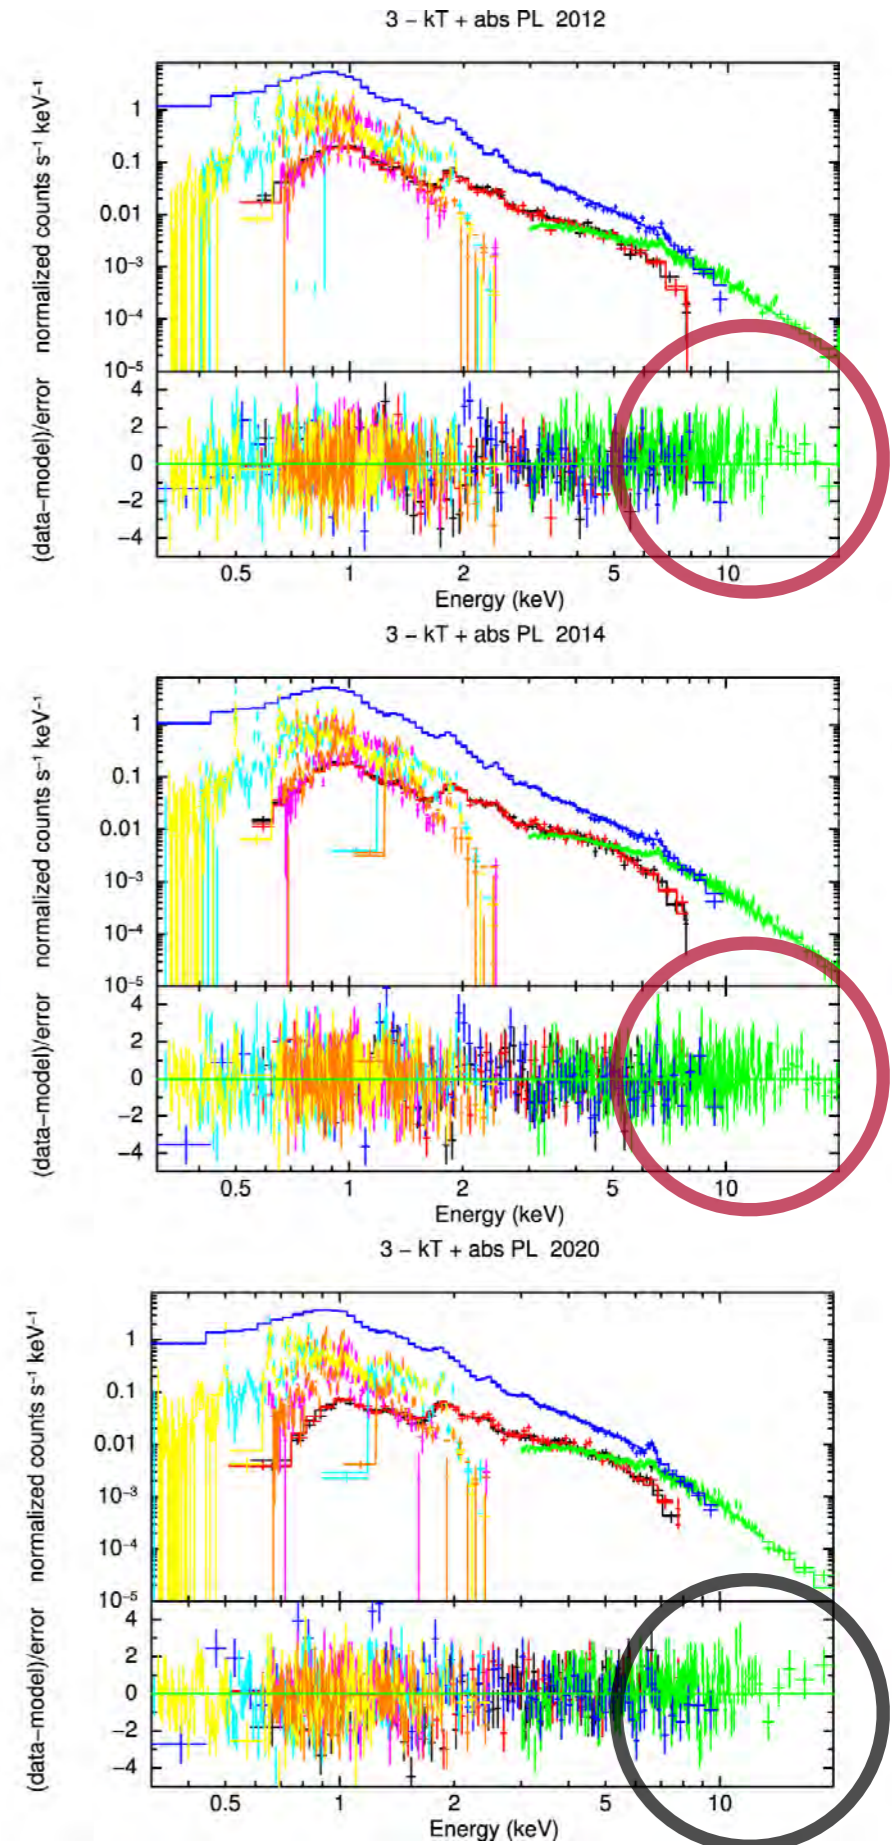 3 − kT + abs PL 2012
normalized counts s⁻¹ keV⁻¹
1
0.1
0.01
10⁻³
10⁻⁴
10⁻⁵
(data−model)/error
4
2
0
−2
−4
0.5 1 2 5 10
Energy (keV)
3 − kT + abs PL 2014
normalized counts s⁻¹ keV⁻¹
1
0.1
0.01
10⁻³
10⁻⁴
10⁻⁵
(data−model)/error
4
2
0
−2
−4
0.5 1 2 5 10
Energy (keV)
3 − kT + abs PL 2020
normalized counts s⁻¹ keV⁻¹
1
0.1
0.01
10⁻³
10⁻⁴
10⁻⁵
(data−model)/error
4
2
0
−2
−4
0.5 1 2 5 10
Energy (keV)